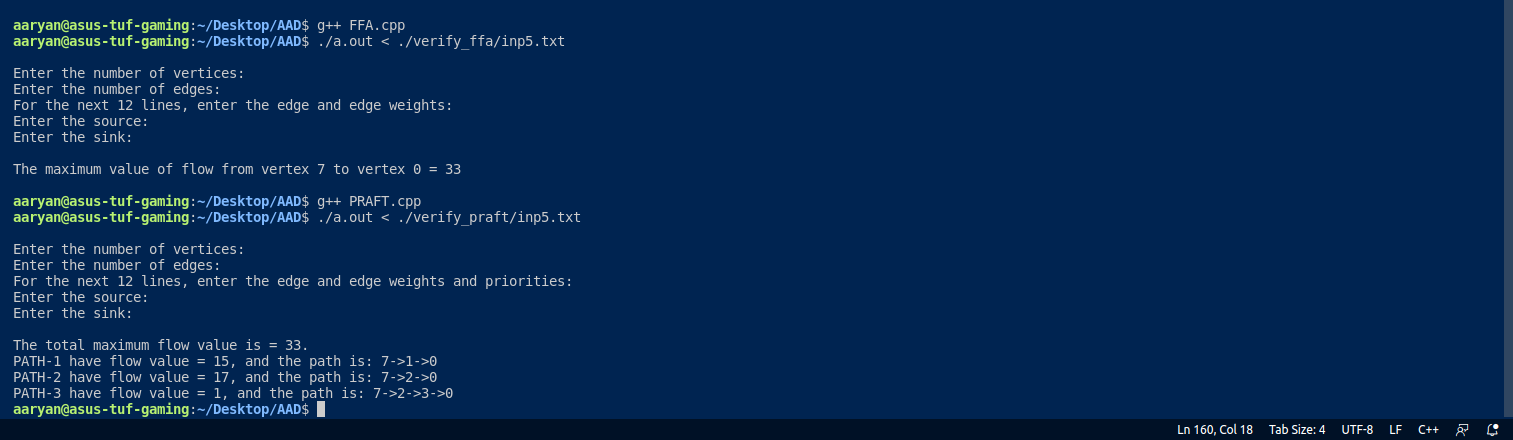 aaryan@asus-tuf-gaming:~/Desktop/AAD$ g++ FFA.cpp
aaryan@asus-tuf-gaming:~/Desktop/AAD$ ./a.out < ./verify_ffa/inp5.txt
Enter the number of vertices:
Enter the number of edges:
For the next 12 lines, enter the edge and edge weights:
Enter the source:
Enter the sink:
The maximum value of flow from vertex 7 to vertex 0 = 33
aaryan@asus-tuf-gaming:~/Desktop/AAD$ g++ PRAFT.cpp
aaryan@asus-tuf-gaming:~/Desktop/AAD$ ./a.out < ./verify_praft/inp5.txt
Enter the number of vertices:
Enter the number of edges:
For the next 12 lines, enter the edge and edge weights and priorities:
Enter the source:
Enter the sink:
The total maximum flow value is = 33.
PATH-1 have flow value = 15, and the path is: 7->1->0
PATH-2 have flow value = 17, and the path is: 7->2->0
PATH-3 have flow value = 1, and the path is: 7->2->3->0
aaryan@asus-tuf-gaming:~/Desktop/AAD$
Ln 160, Col 18 Tab Size: 4 UTF-8 LF C++